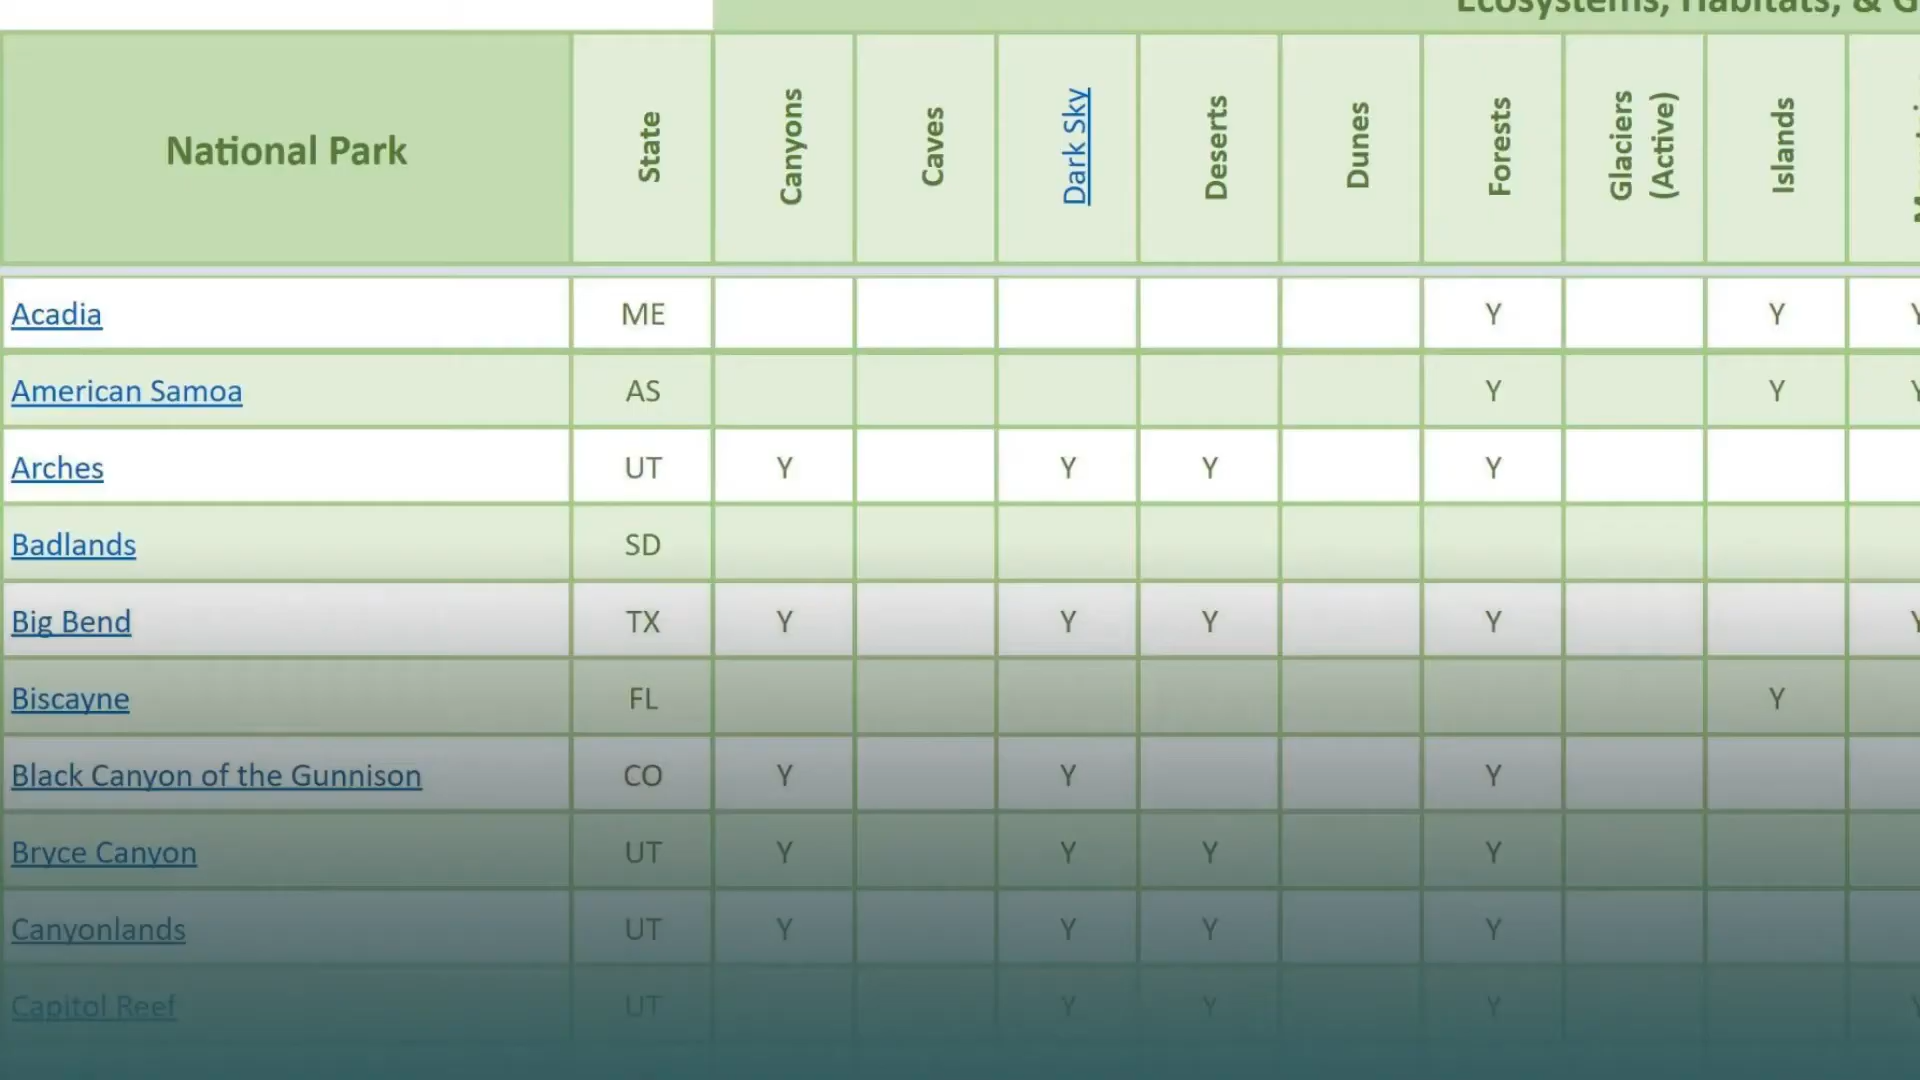 Ecosystems, Habitats, & G
National Park State Canyons Caves Dark Sky Deserts Dunes Forests Glaciers (Active) Islands
Acadia ME Y Y Y
American Samoa AS Y Y Y
Arches UT Y Y Y Y
Badlands SD
Big Bend TX Y Y Y Y Y
Biscayne FL Y
Black Canyon of the Gunnison CO Y Y Y
Bryce Canyon UT Y Y Y Y
Canyonlands UT Y Y Y Y
Capitol Reef UT Y Y Y Y